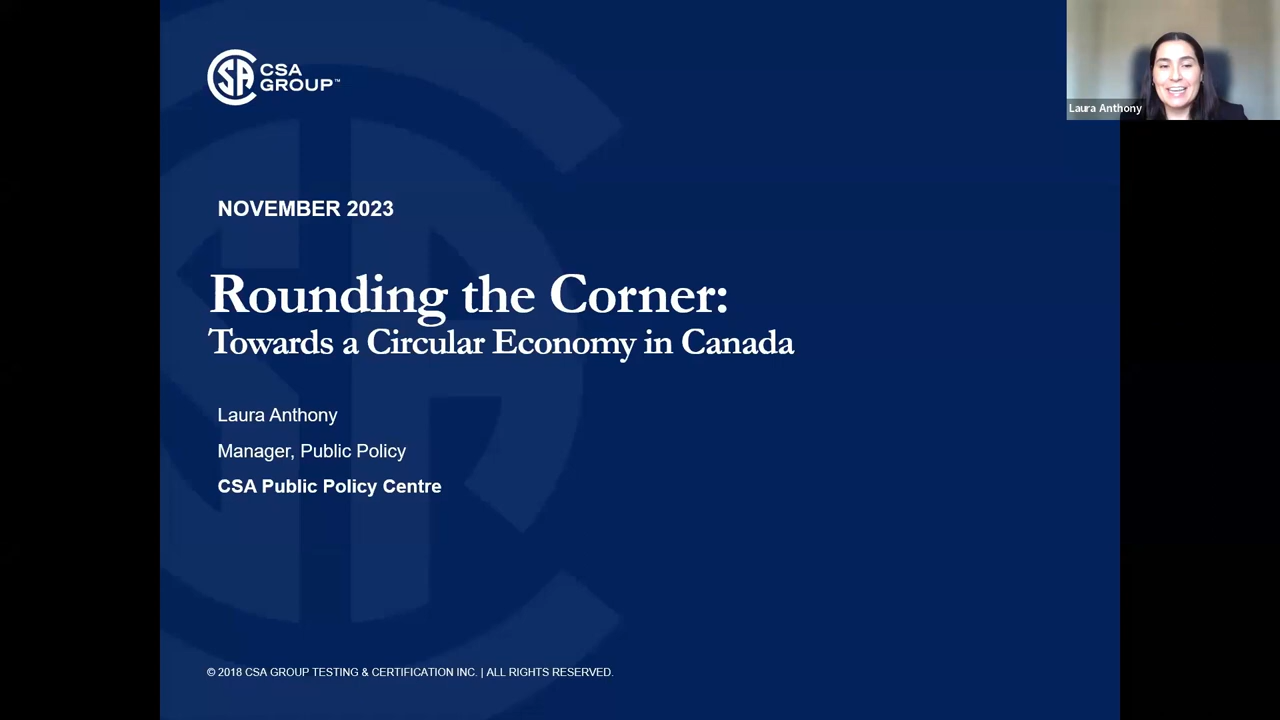 CSA
GROUP™
Laura Anthony
NOVEMBER 2023
Rounding the Corner:
Towards a Circular Economy in Canada
Laura Anthony
Manager, Public Policy
CSA Public Policy Centre
© 2018 CSA GROUP TESTING & CERTIFICATION INC. | ALL RIGHTS RESERVED.